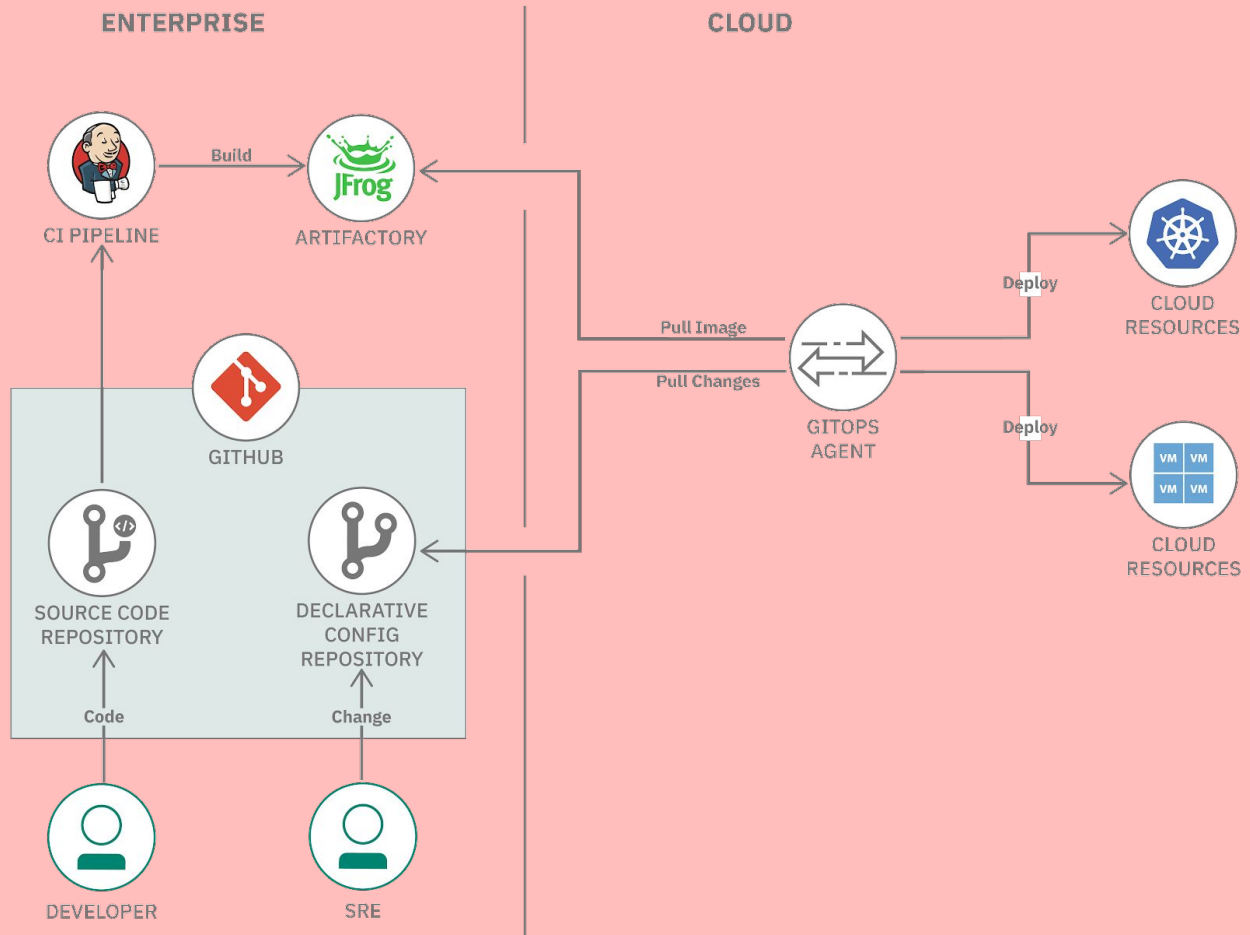 ENTERPRISE
CLOUD
Build
JFrog
CI PIPELINE
ARTIFACTORY
Deploy
CLOUD
RESOURCES
Pull Image
Pull Changes
GITOPS
AGENT
Deploy
VM VM
VM VM
CLOUD
RESOURCES
GITHUB
</>
SOURCE CODE
REPOSITORY
DECLARATIVE
CONFIG
REPOSITORY
Code
Change
DEVELOPER
SRE